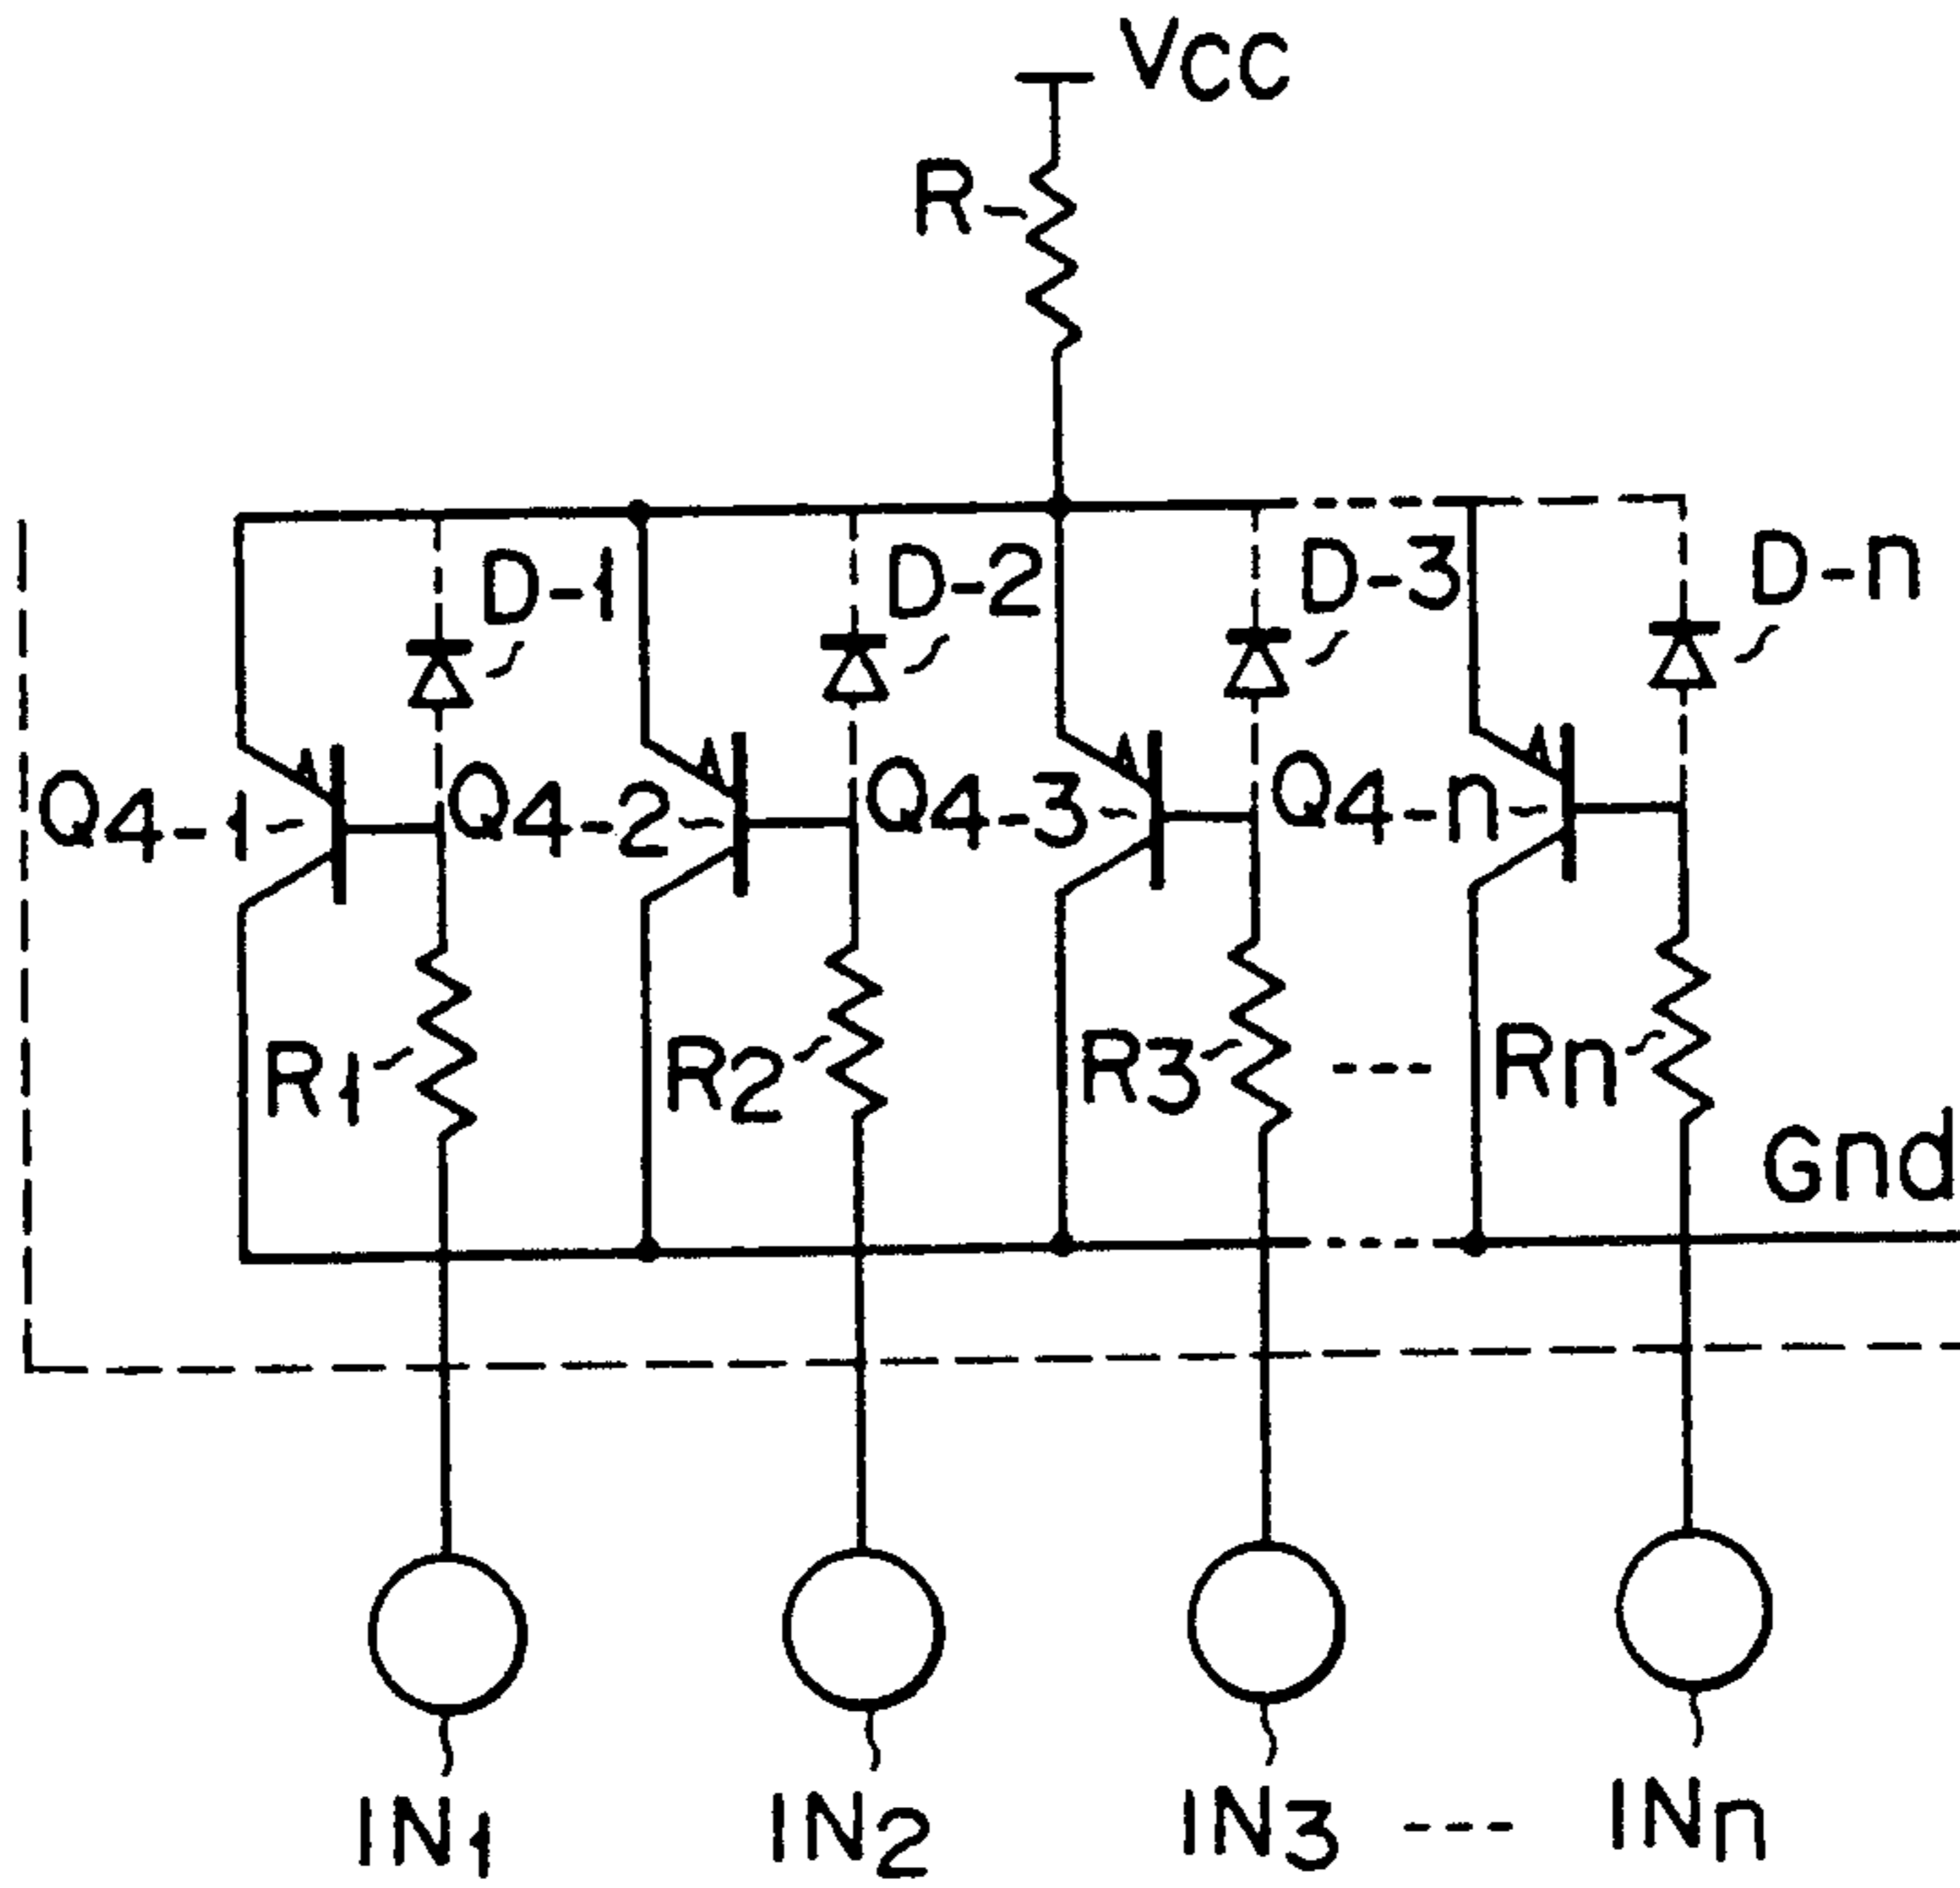 Vcc
R
D-1
D-2
D-3
D-n
Q4-1
Q4-2
Q4-3
Q4-n
R1
R2
R3
---
Rn
Gnd
IN1
IN2
IN3
---
INn